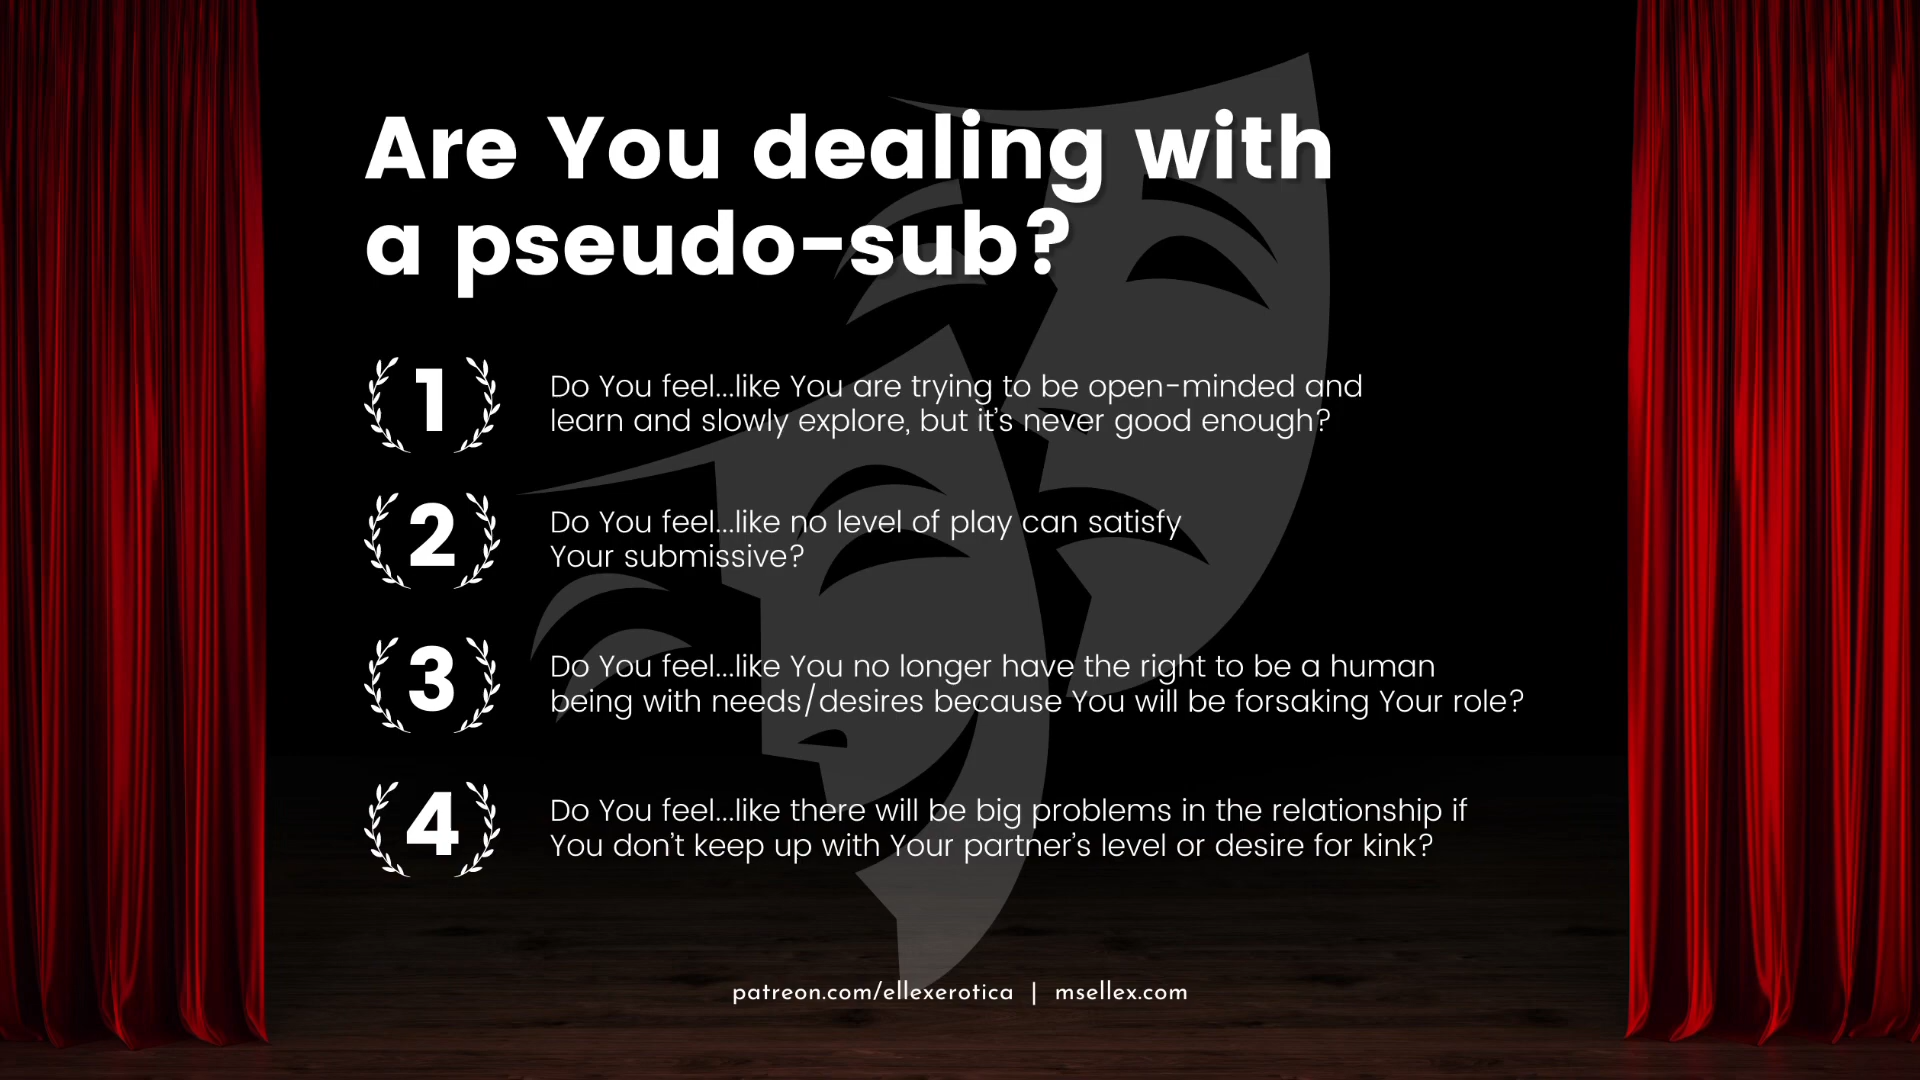 Are You dealing with
a pseudo-sub?
1
Do You feel...like You are trying to be open-minded and
learn and slowly explore, but it's never good enough?
2
Do You feel...like no level of play can satisfy
Your submissive?
3
Do You feel...like You no longer have the right to be a human
being with needs/desires because You will be forsaking Your role?
4
Do You feel...like there will be big problems in the relationship if
You don't keep up with Your partner's level or desire for kink?
patreon.com/ellexerotica | msellex.com